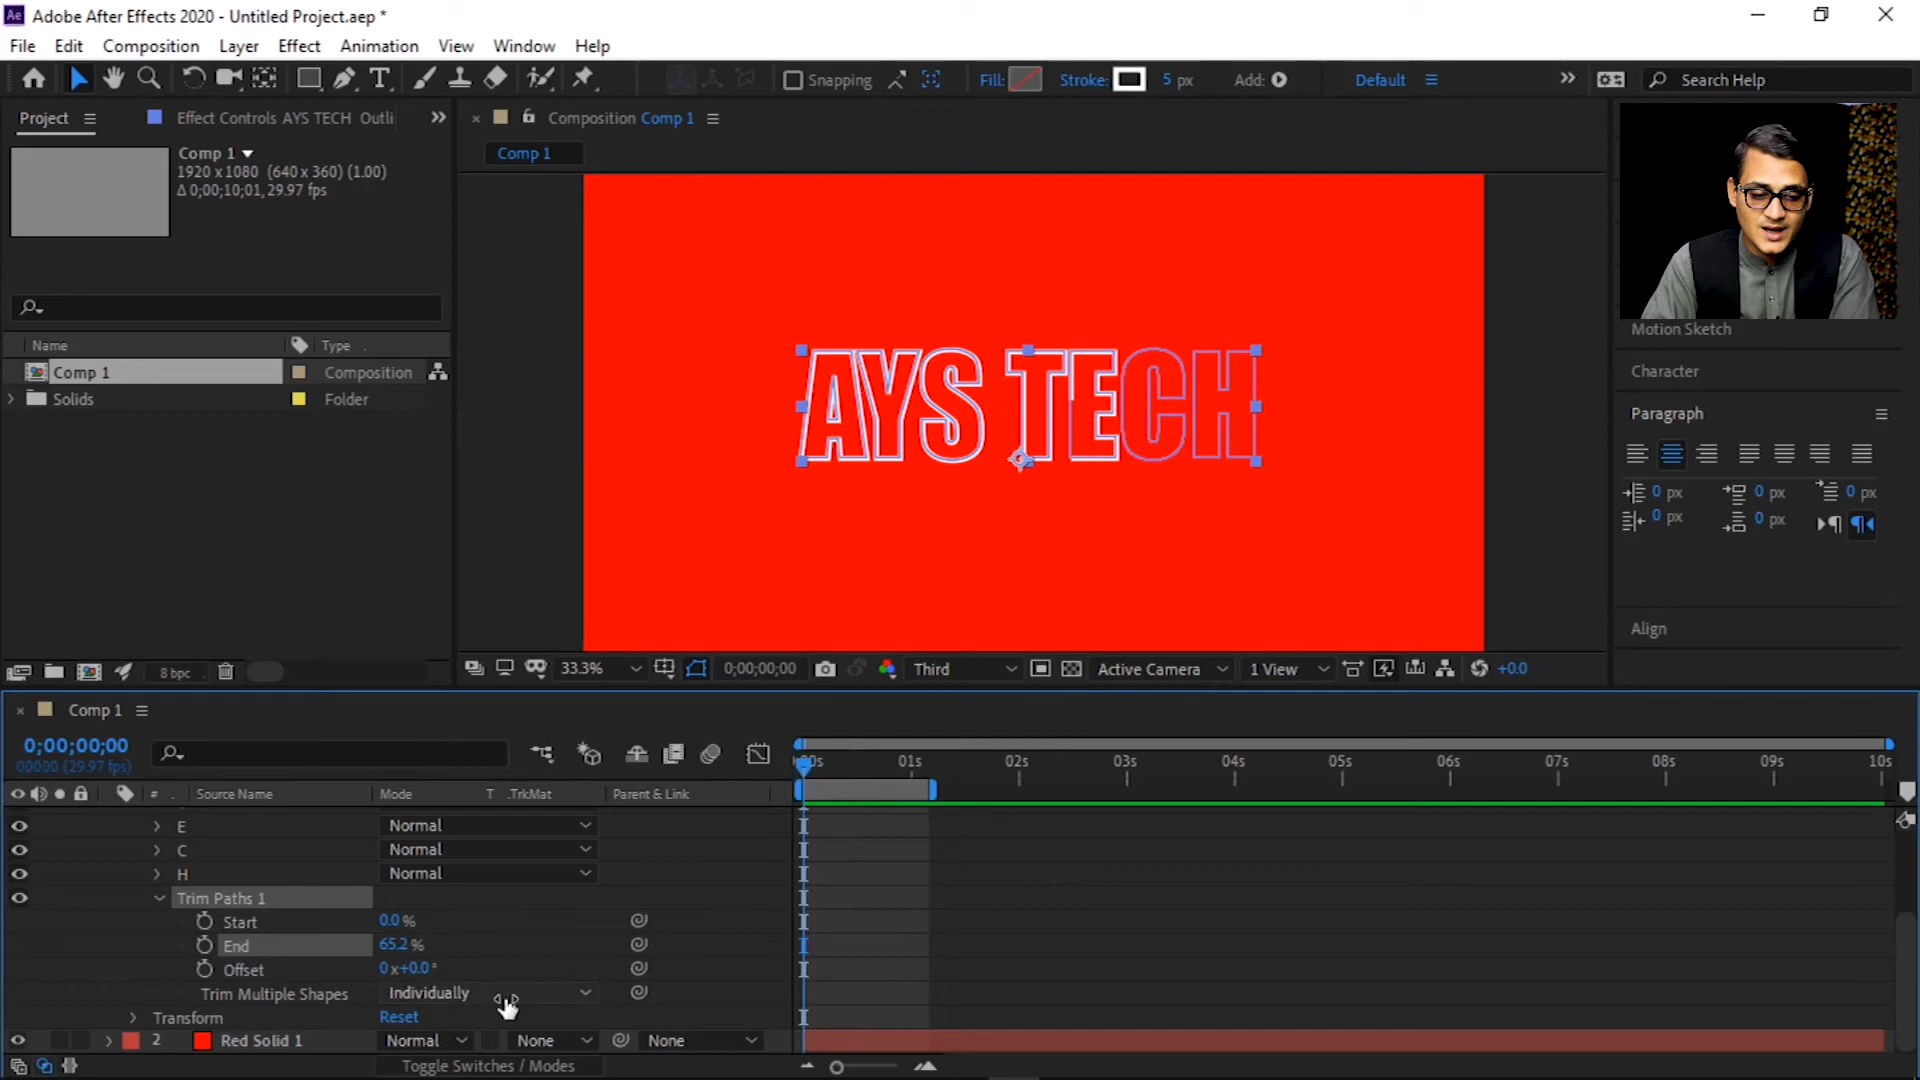 Ae Adobe After Effects 2020 - Untitled Project.aep *
File Edit Composition Layer Effect Animation View Window Help
Snapping Fill: Stroke: 5 px Add: Default Search Help
Project Effect Controls AYS TECH Outli
Composition Comp 1
Comp 1
Comp 1
1920 x 1080 (640 x 360) (1.00)
Δ 0;00;10;01, 29.97 fps
Name Type
Comp 1 Composition
Solids Folder
8 bpc
AYS TECH
33.3% 0;00;00;00 Third Active Camera 1 View +0.0
Motion Sketch
Character
Paragraph
0 px 0 px 0 px
0 px 0 px
Align
Comp 1
0;00;00;00
00000 (29.97 fps)
00s 01s 02s 03s 04s 05s 06s 07s 08s 09s 10s
# Source Name Mode T .TrkMat Parent & Link
E Normal
C Normal
H Normal
Trim Paths 1
Start 0.0 %
End 65.2 %
Offset 0 x+0.0 °
Trim Multiple Shapes Individually
Transform Reset
2 Red Solid 1 Normal None None
Toggle Switches / Modes